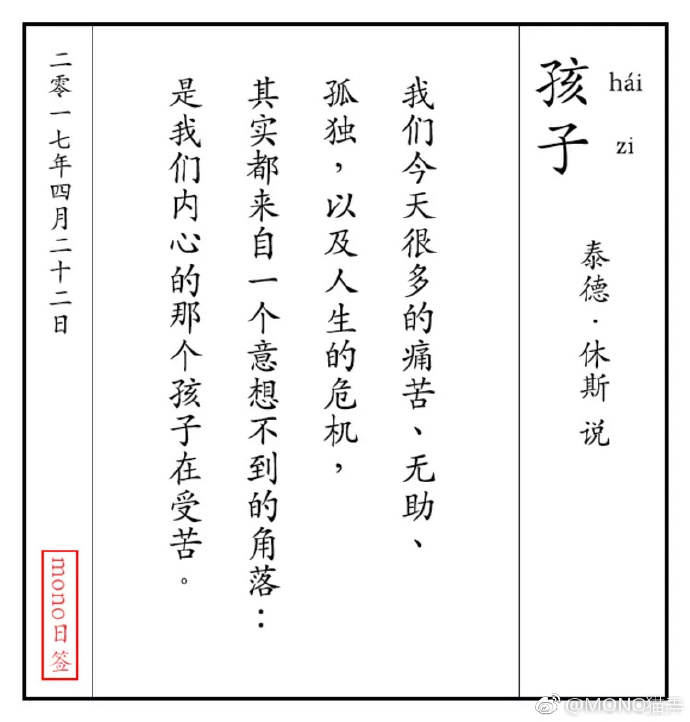 孩子
hái
zi
泰德·休斯 说
我们今天很多的痛苦、无助、
孤独，以及人生的危机，
其实都来自一个意想不到的角落：
是我们内心的那个孩子在受苦。
二零一七年四月二十二日
mono日签
@MONO猫弄